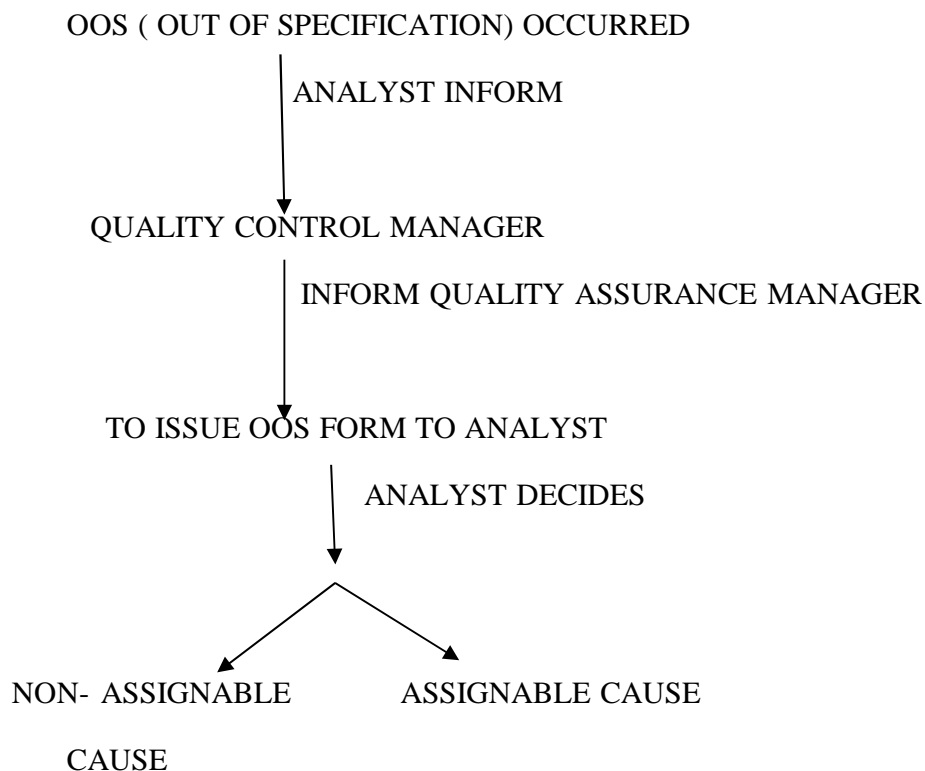 OOS ( OUT OF SPECIFICATION) OCCURRED
ANALYST INFORM
QUALITY CONTROL MANAGER
INFORM QUALITY ASSURANCE MANAGER
TO ISSUE OOS FORM TO ANALYST
ANALYST DECIDES
NON- ASSIGNABLE
CAUSE
ASSIGNABLE CAUSE